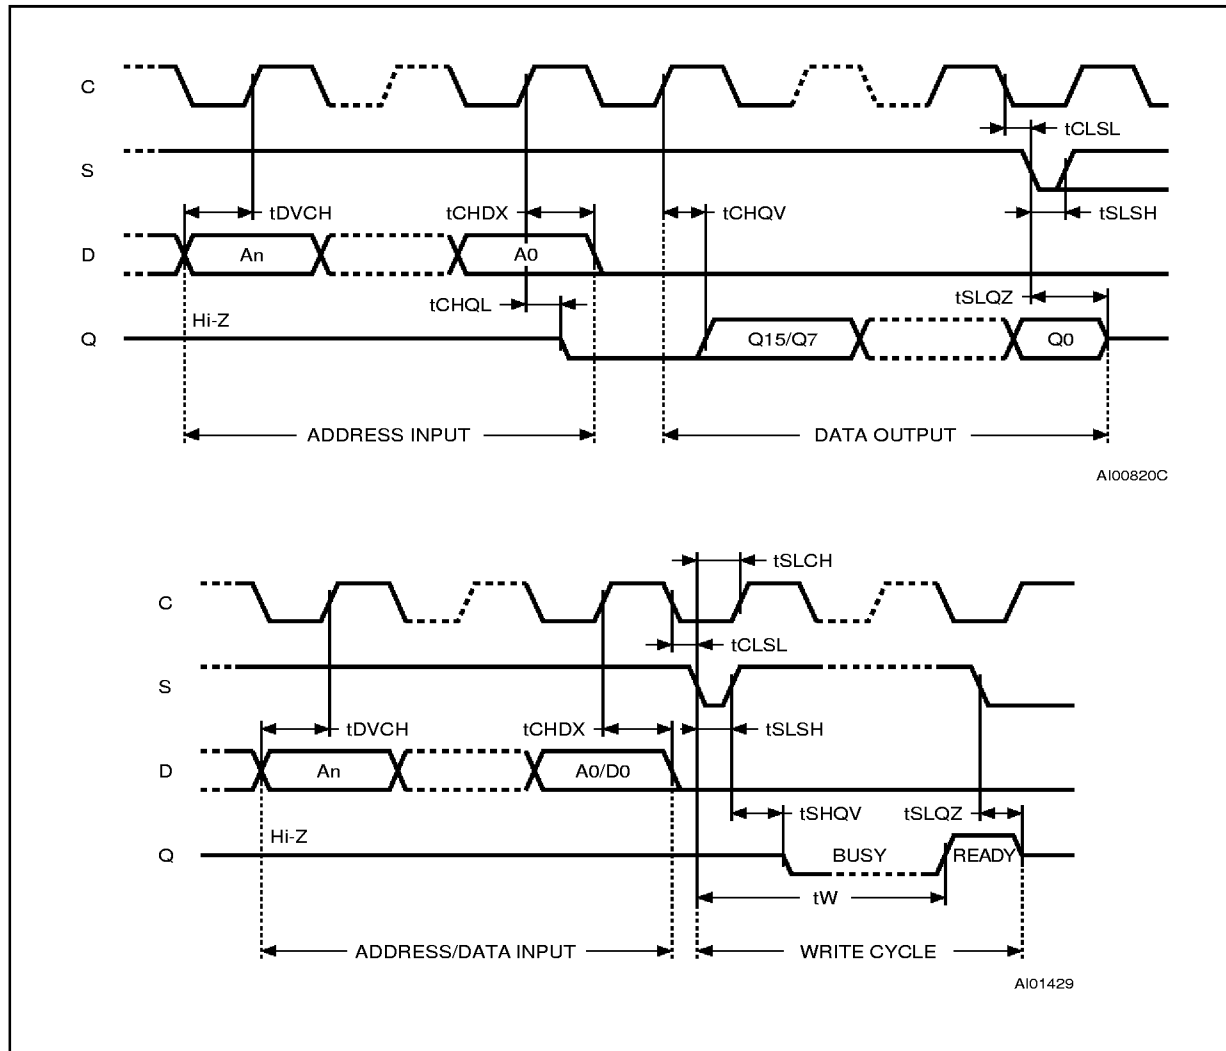 C
tCLSL
S
tDVCH tCHDX tCHQV tSLSH
D An A0
tCHQL tSLQZ
Hi-Z
Q Q15/Q7 Q0
ADDRESS INPUT DATA OUTPUT
AI00820C
tSLCH
C
tCLSL
S
tDVCH tCHDX tSLSH
D An A0/D0
tSHQV tSLQZ
Hi-Z
Q BUSY READY
tW
ADDRESS/DATA INPUT WRITE CYCLE
AI01429